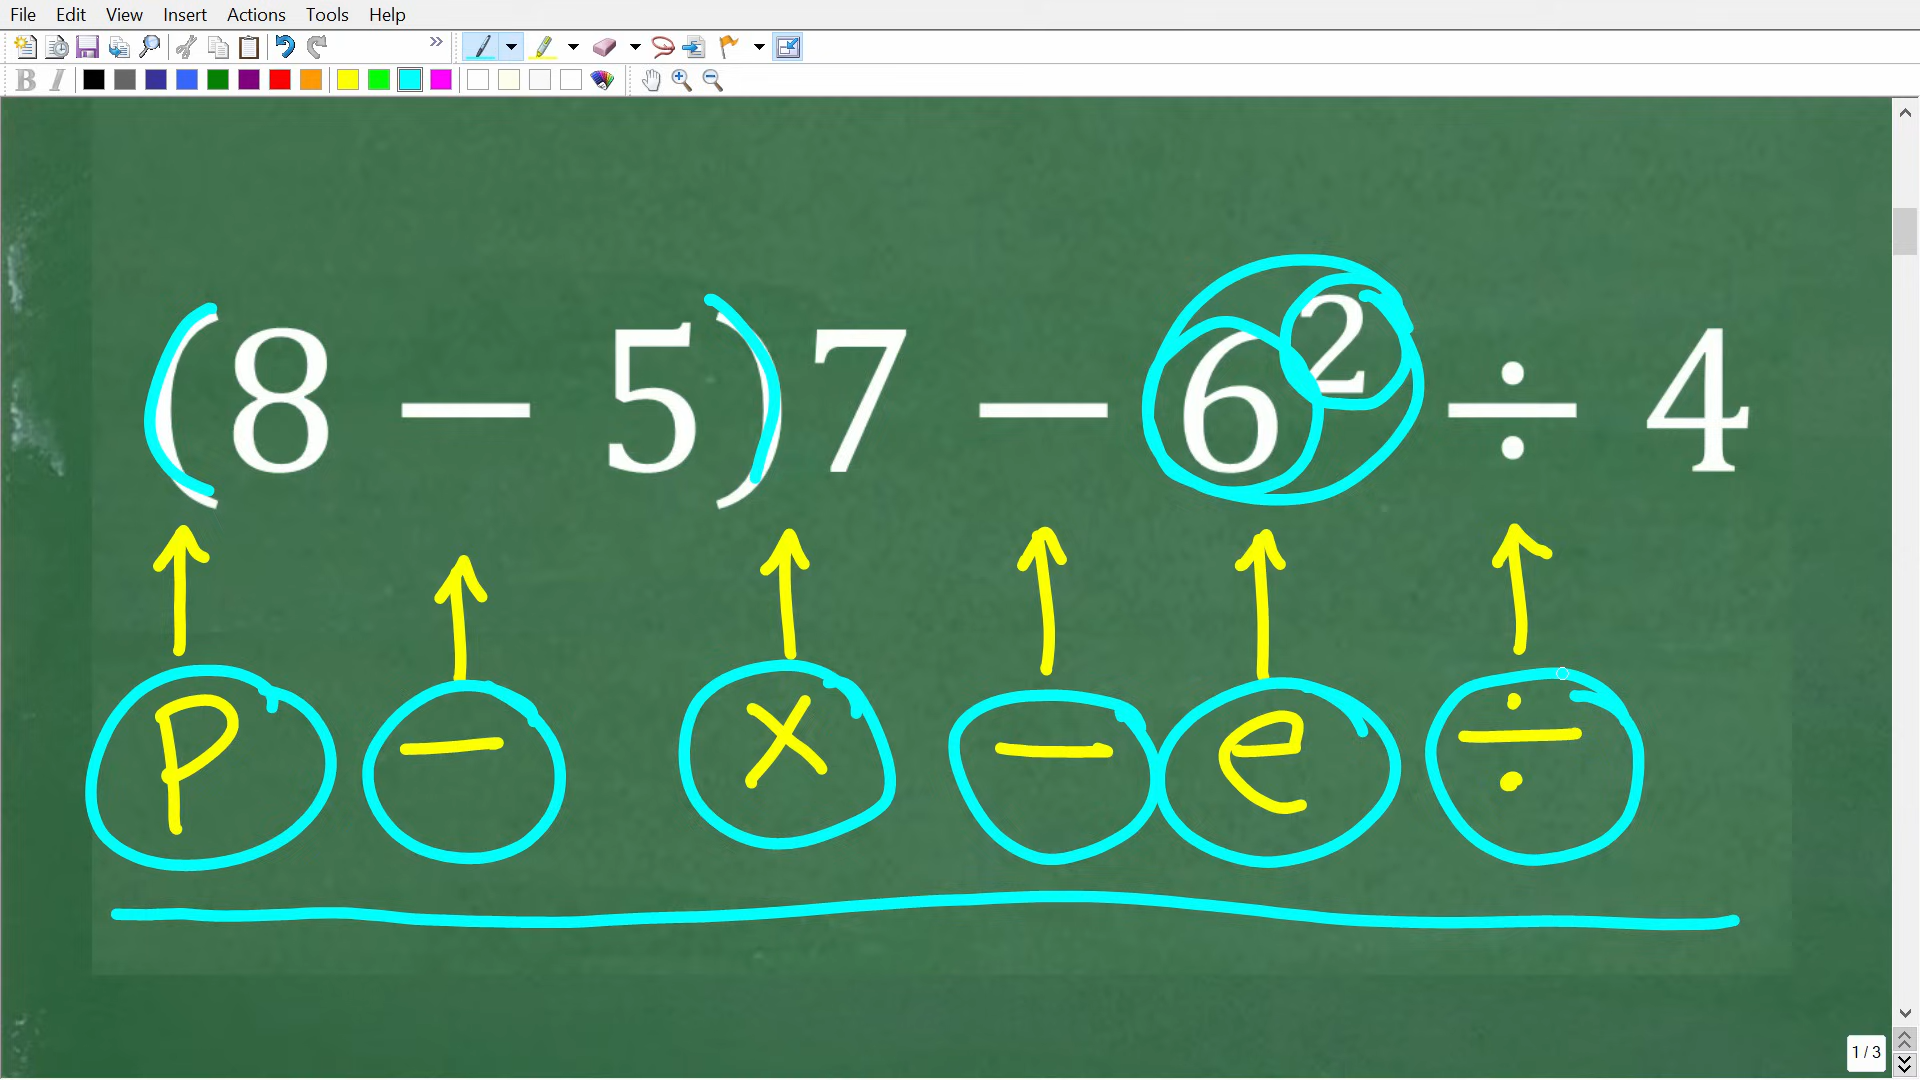 File Edit View Insert Actions Tools Help
B I
(8 − 5)7 − 6² ÷ 4
P − × − e ÷
1 / 3